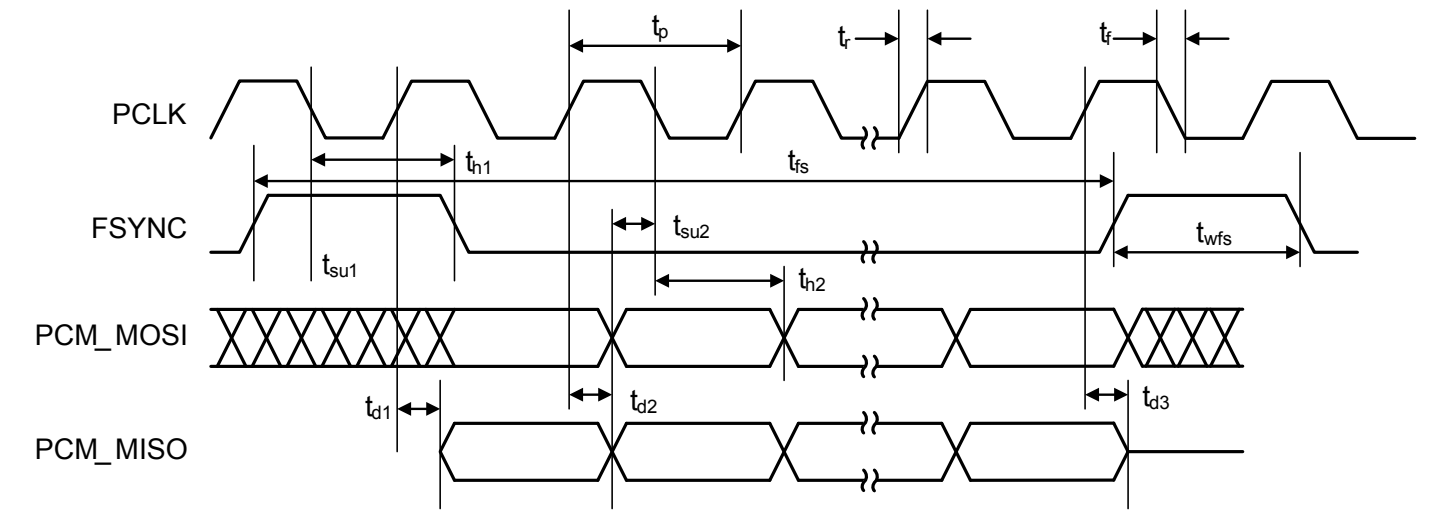 tp
tr
tf
PCLK
th1
tfs
FSYNC
tsu2
twfs
tsu1
th2
PCM_MOSI
td1
td2
td3
PCM_MISO